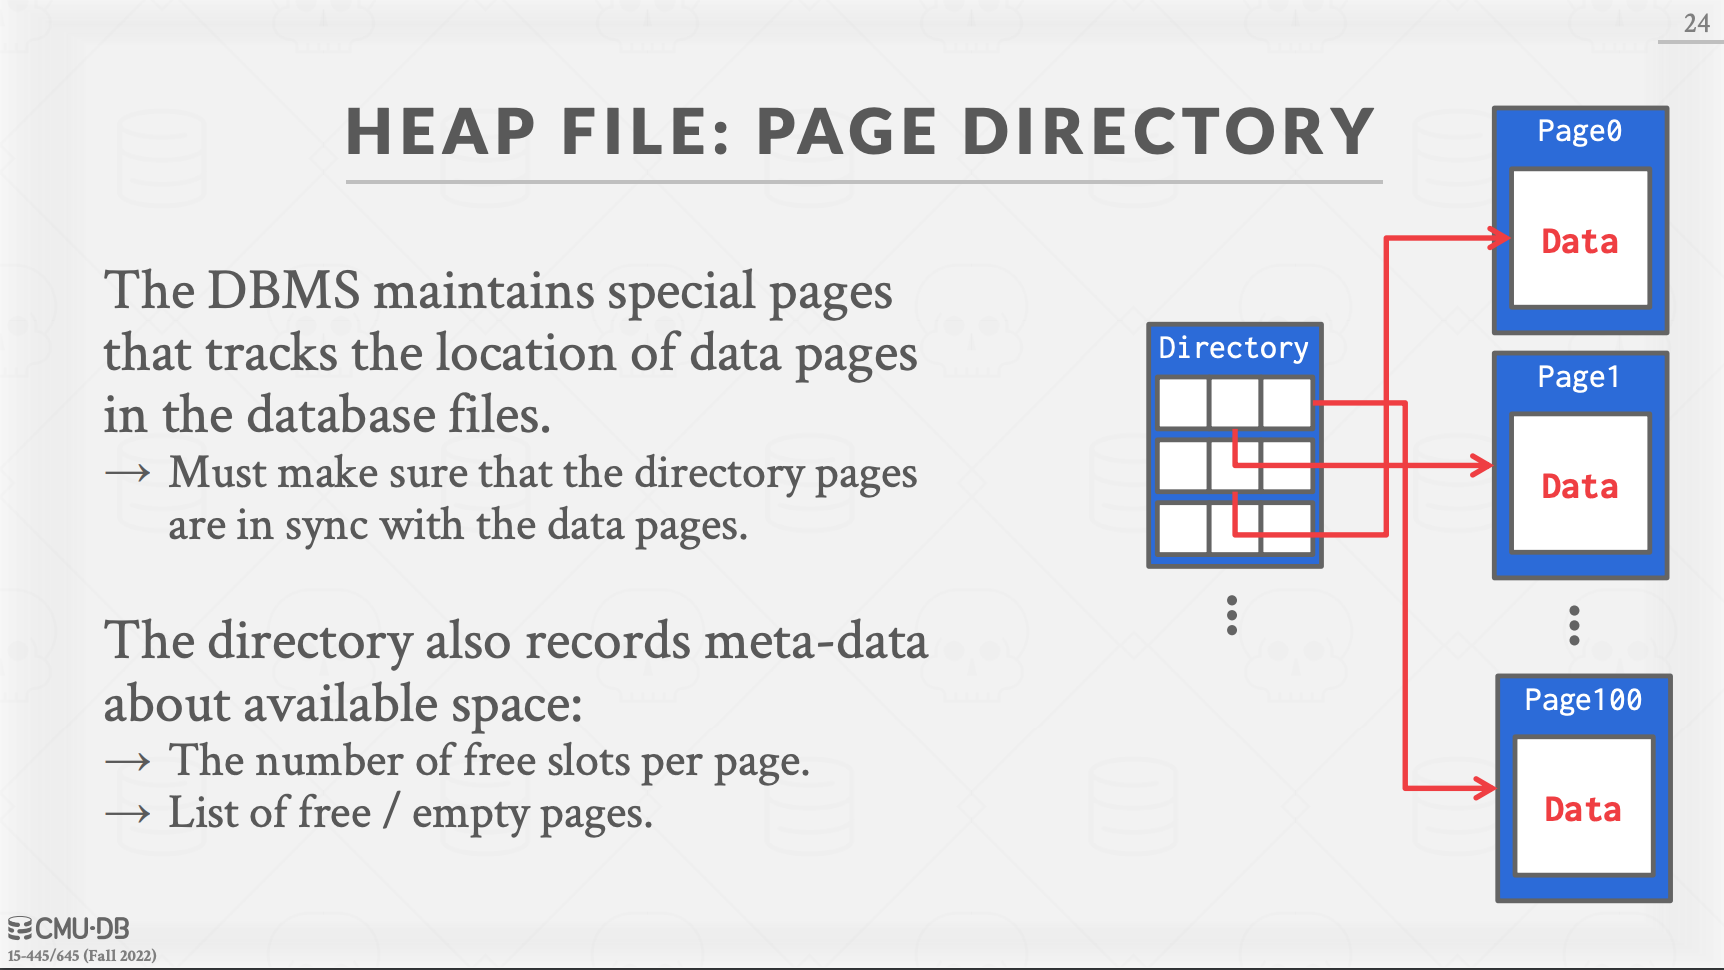 24
HEAP FILE: PAGE DIRECTORY
The DBMS maintains special pages
that tracks the location of data pages
in the database files.
→ Must make sure that the directory pages
are in sync with the data pages.
The directory also records meta-data
about available space:
→ The number of free slots per page.
→ List of free / empty pages.
Directory
Page0
Data
Page1
Data
Page100
Data
CMU·DB
15-445/645 (Fall 2022)